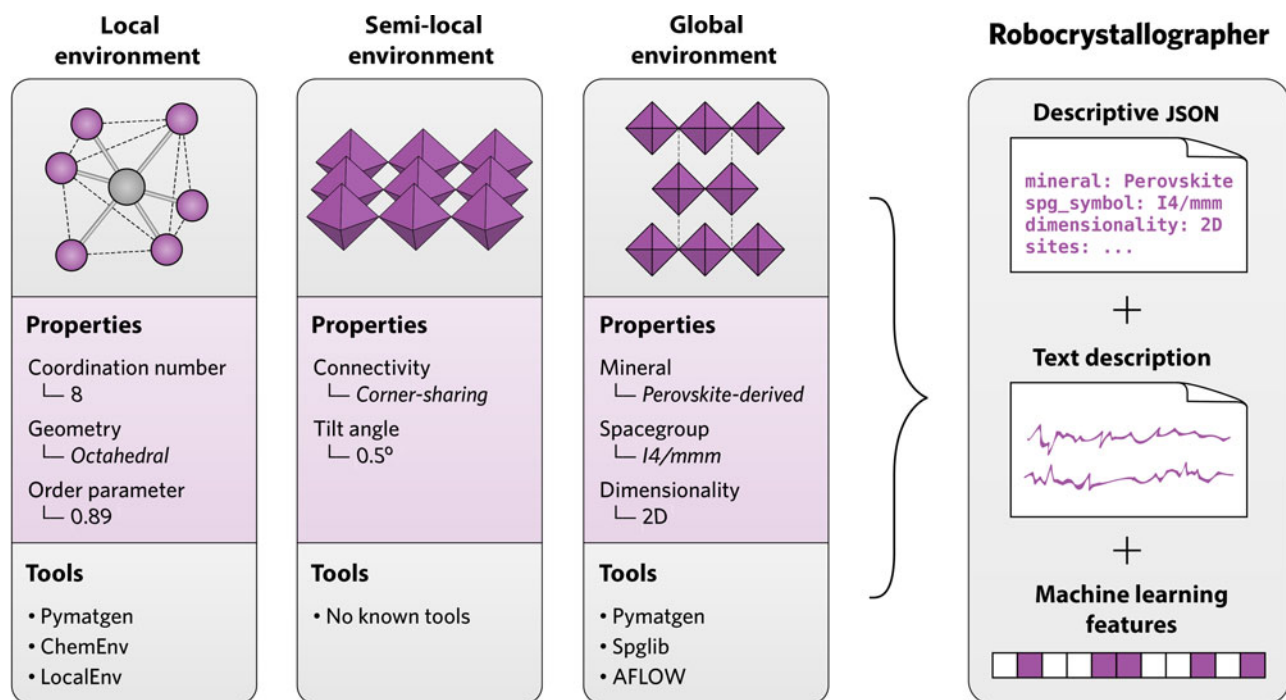 Local
environment
Properties
Coordination number
8
Geometry
Octahedral
Order parameter
0.89
Tools
• Pymatgen
• ChemEnv
• LocalEnv
Semi-local
environment
Properties
Connectivity
Corner-sharing
Tilt angle
0.5º
Tools
• No known tools
Global
environment
Properties
Mineral
Perovskite-derived
Spacegroup
I4/mmm
Dimensionality
2D
Tools
• Pymatgen
• Spglib
• AFLOW
Robocrystallographer
Descriptive JSON
mineral: Perovskite
spg_symbol: I4/mmm
dimensionality: 2D
sites: ...
+
Text description
+
Machine learning
features